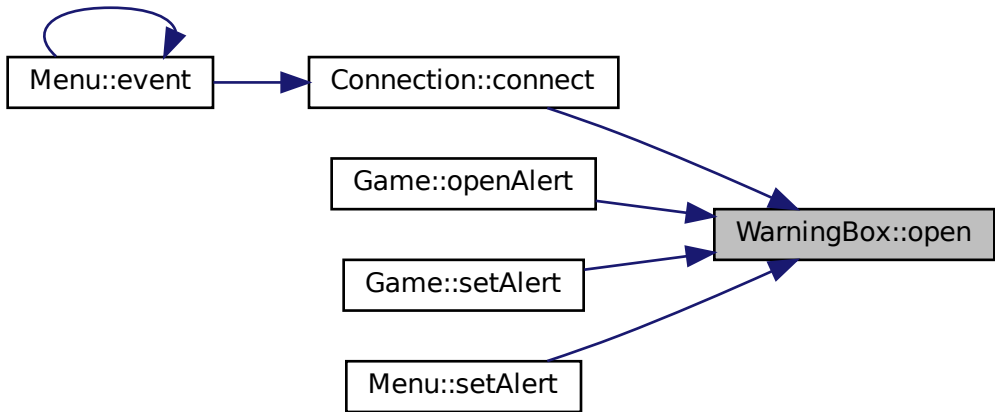 Menu::event
Connection::connect
Game::openAlert
WarningBox::open
Game::setAlert
Menu::setAlert